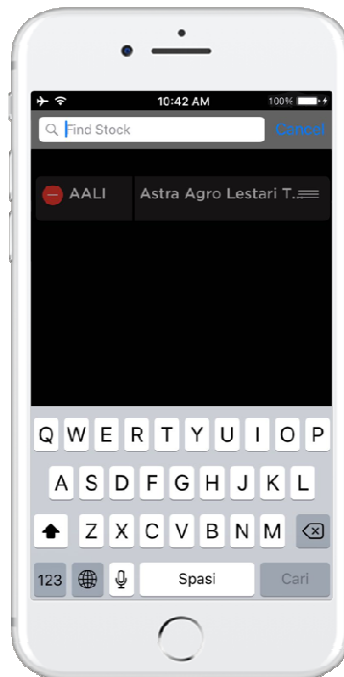 10:42 AM 100%
Find Stock Cancel
AALI Astra Agro Lestari T...
Q W E R T Y U I O P
A S D F G H J K L
Z X C V B N M
123 Spasi Cari